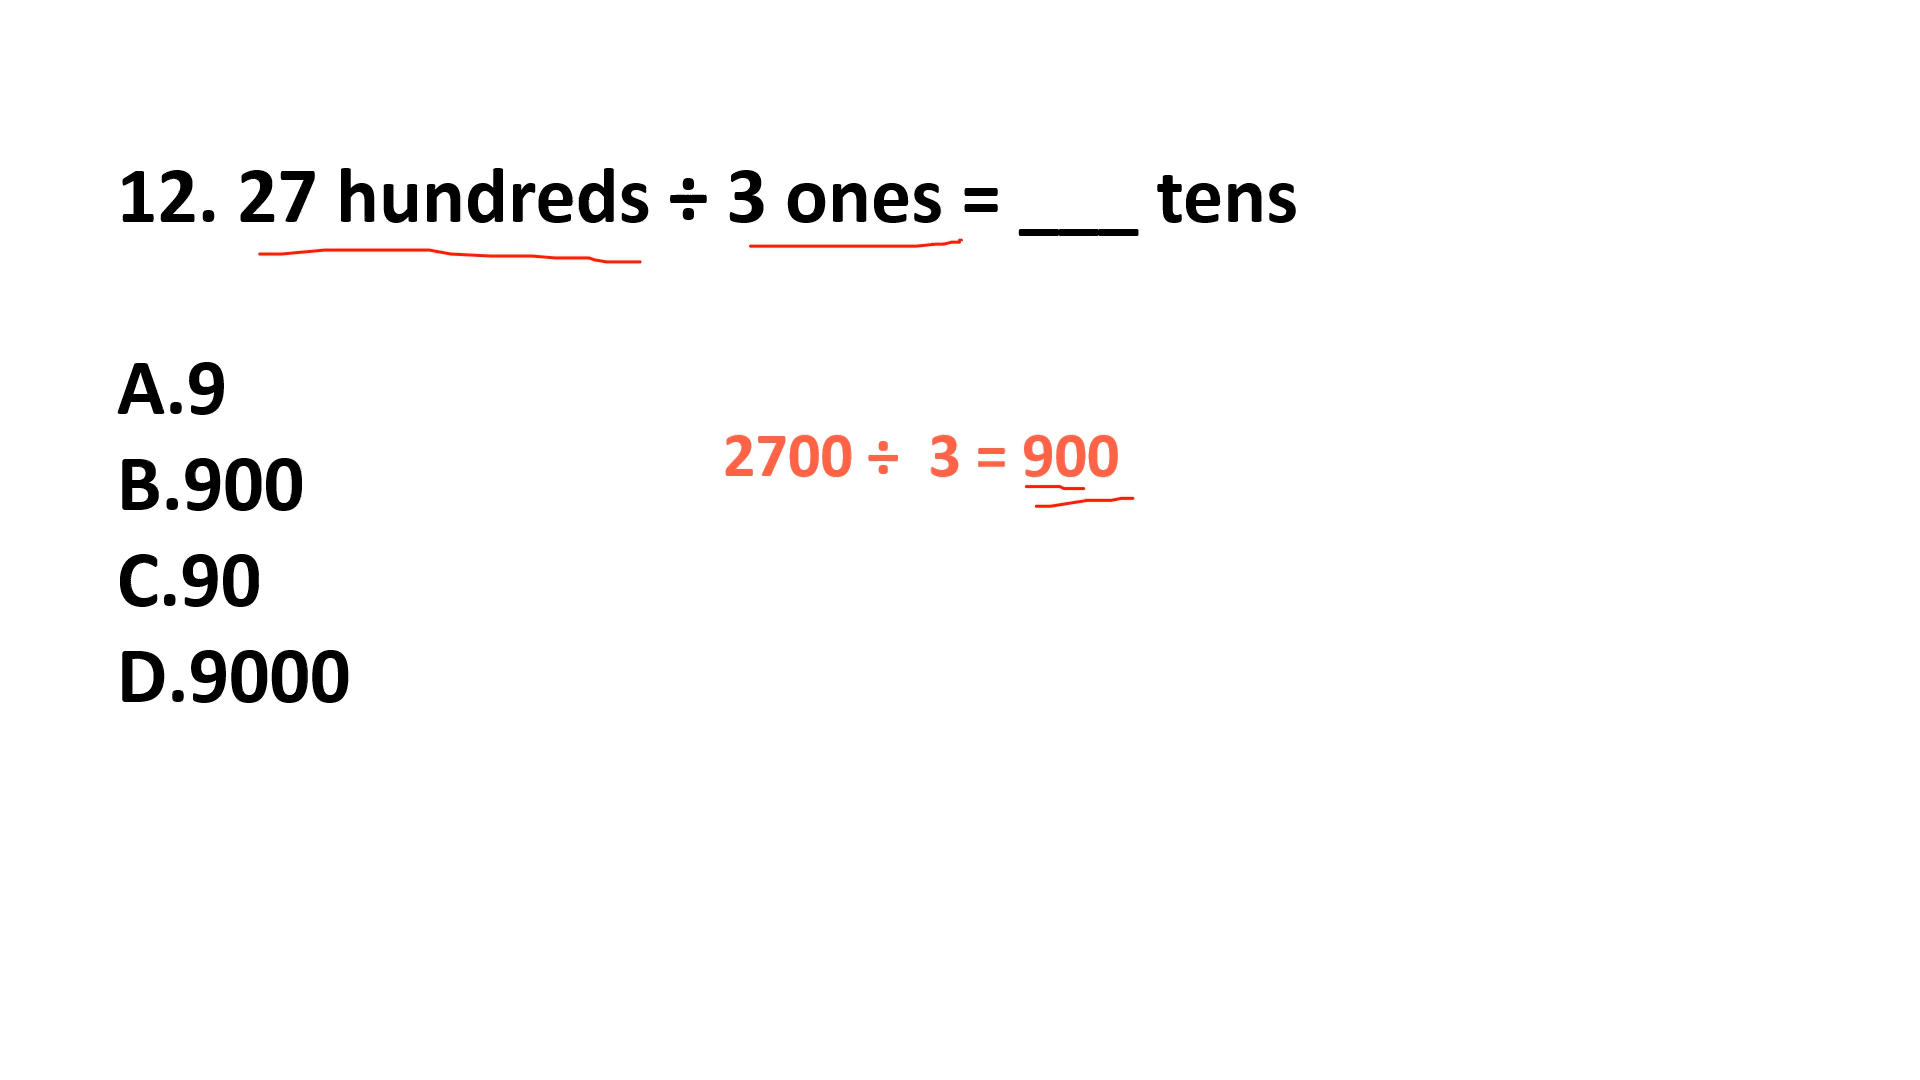 12. 27 hundreds ÷ 3 ones = ___ tens
A.9
B.900
2700 ÷ 3 = 900
C.90
D.9000